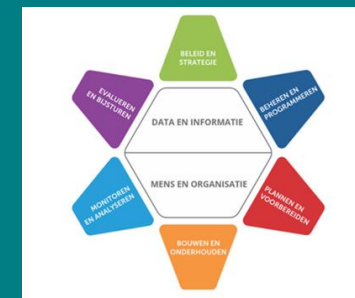 BELEID EN
STRATEGIE
BEHEREN EN
PROGRAMMEREN
PLANNEN EN
VOORBEREIDEN
BOUWEN EN
ONDERHOUDEN
MONITOREN
EN ANALYSEREN
EVALUEREN
EN BIJSTUREN
DATA EN INFORMATIE
MENS EN ORGANISATIE